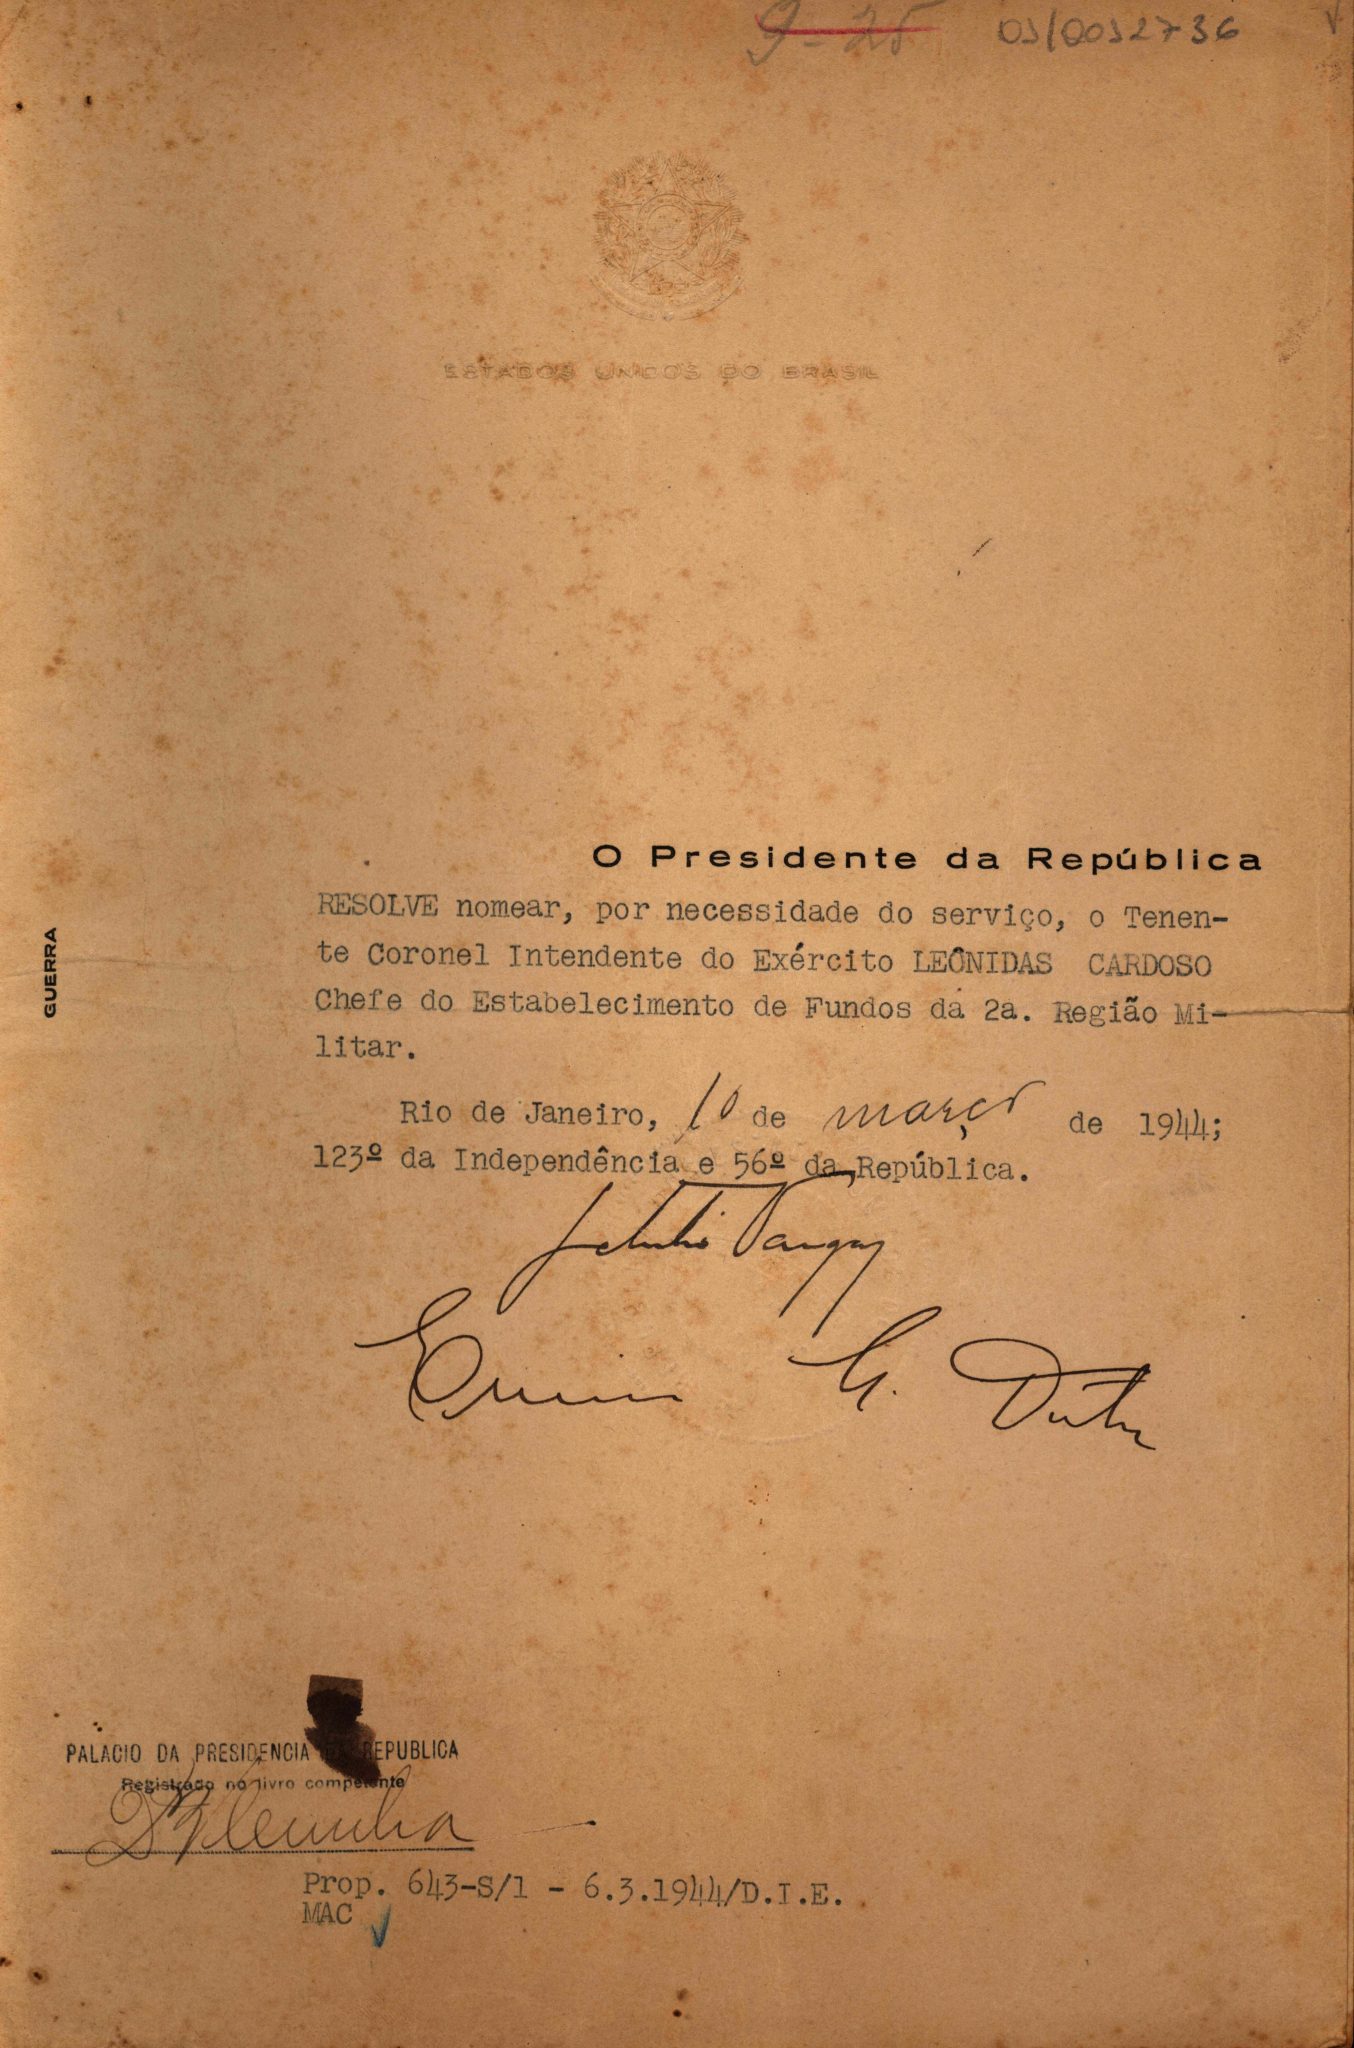 9-25
03/0032736
ESTADOS UNIDOS DO BRASIL
O Presidente da República
RESOLVE nomear, por necessidade do serviço, o Tenen-
te Coronel Intendente do Exército LEÔNIDAS CARDOSO
Chefe do Estabelecimento de Fundos da 2a. Região Mi-
litar.
Rio de Janeiro, 10 de março de 1944;
123º da Independência e 56º da República.
Getulio Vargas
Eurico G. Dutra
GUERRA
PALACIO DA PRESIDENCIA DA REPUBLICA
Registrado no livro competente
Prop. 643-S/1 - 6.3.1944/D.I.E.
MAC